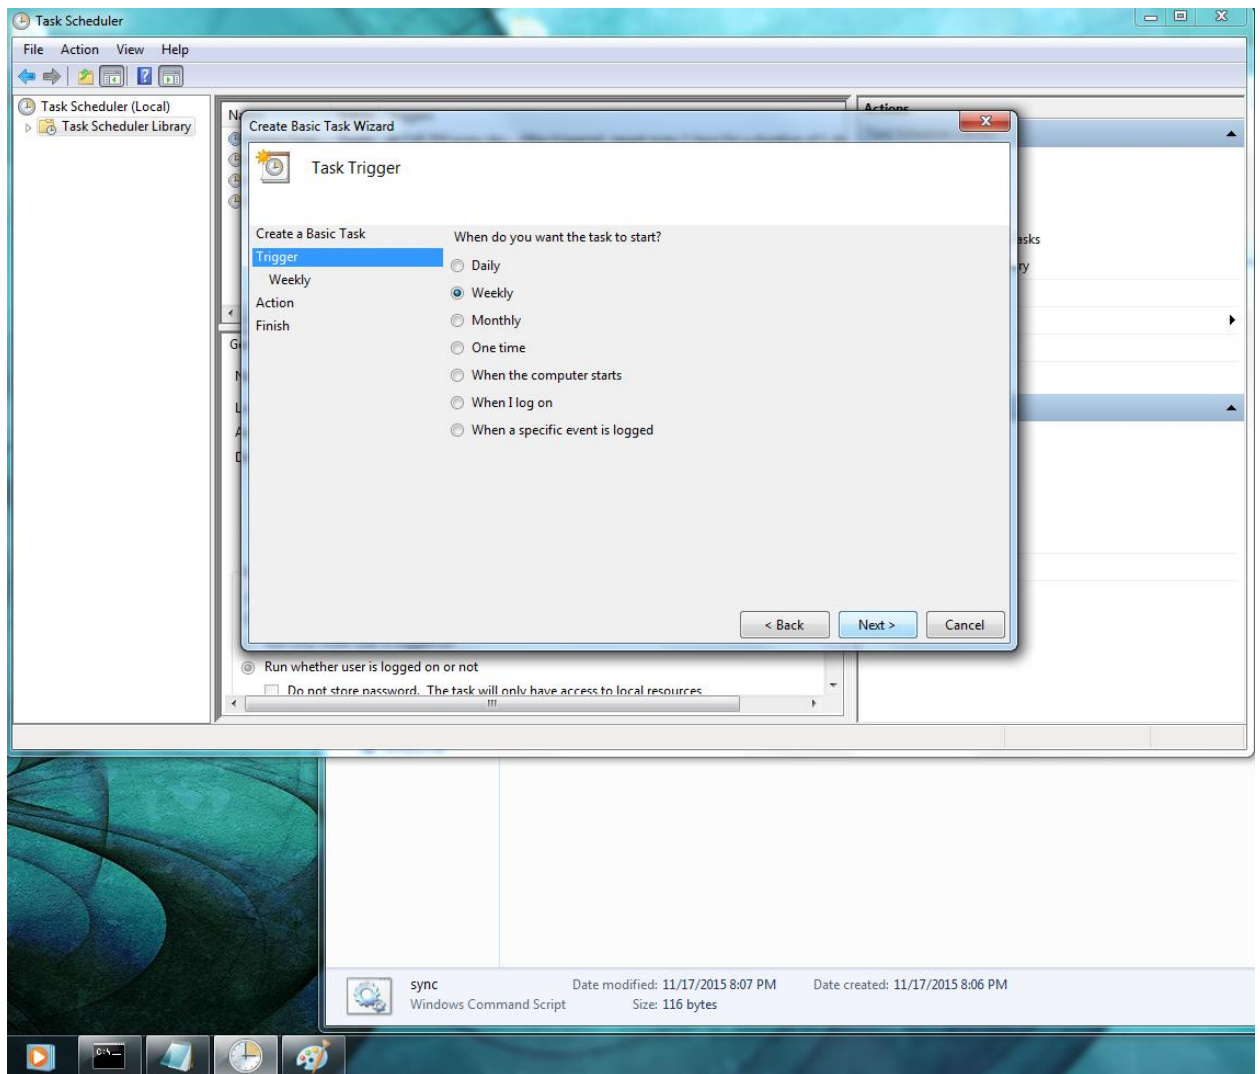 Task Scheduler
File Action View Help
Task Scheduler (Local)
Task Scheduler Library
Actions
Create Basic Task Wizard
Task Trigger
Create a Basic Task
Trigger
Weekly
Action
Finish
When do you want the task to start?
Daily
Weekly
Monthly
One time
When the computer starts
When I log on
When a specific event is logged
< Back Next > Cancel
Run whether user is logged on or not
Do not store password. The task will only have access to local resources
sync Date modified: 11/17/2015 8:07 PM Date created: 11/17/2015 8:06 PM
Windows Command Script Size: 116 bytes
C:\_